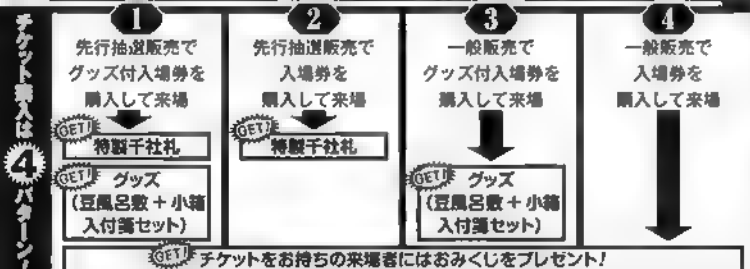 チケット購入は4パターン!
1
先行抽選販売で
グッズ付入場券を
購入して来場
GET!
特製千社札
GET!
グッズ
(豆風呂敷+小箱
入付箋セット)
2
先行抽選販売で
入場券を
購入して来場
GET!
特製千社札
3
一般販売で
グッズ付入場券を
購入して来場
GET!
グッズ
(豆風呂敷+小箱
入付箋セット)
4
一般販売で
入場券を
購入して来場
GET!
チケットをお持ちの来場者にはおみくじをプレゼント!